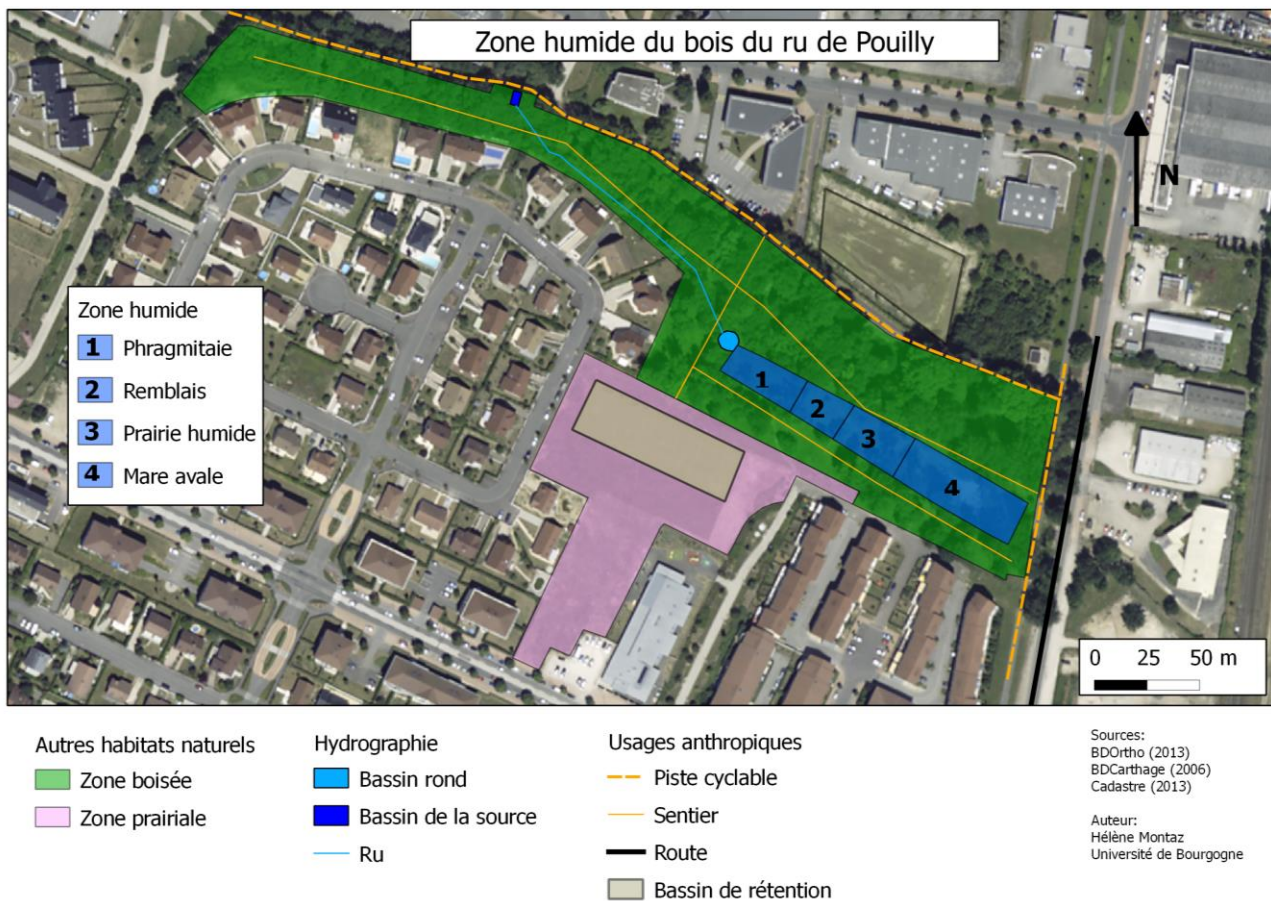 Zone humide du bois du ru de Pouilly
N
Zone humide
1 Phragmitaie
2 Remblais
3 Prairie humide
4 Mare avale
1
2
3
4
0 25 50 m
Autres habitats naturels
Zone boisée
Zone prairiale
Hydrographie
Bassin rond
Bassin de la source
Ru
Usages anthropiques
Piste cyclable
Sentier
Route
Bassin de rétention
Sources:
BDOrtho (2013)
BDCarthage (2006)
Cadastre (2013)
Auteur:
Hélène Montaz
Université de Bourgogne